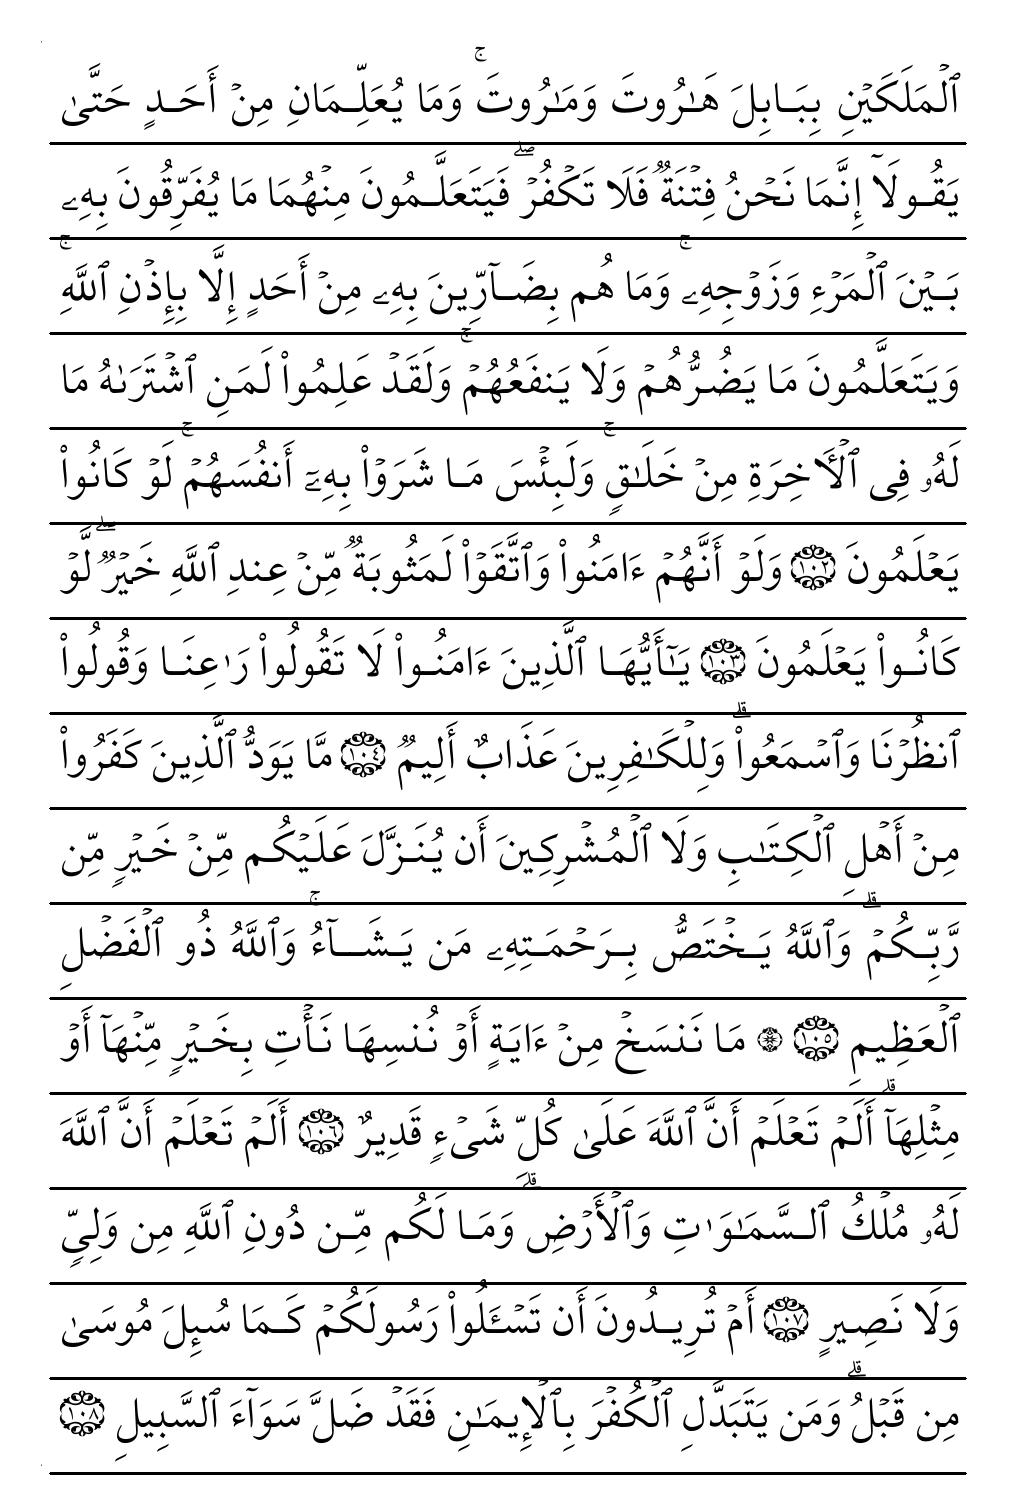 ٱلۡمَلَكَيۡنِ بِبَابِلَ هَٰرُوتَ وَمَٰرُوتَۚ وَمَا يُعَلِّمَانِ مِنۡ أَحَدٍ حَتَّىٰ
يَقُولَآ إِنَّمَا نَحۡنُ فِتۡنَةٞ فَلَا تَكۡفُرۡۖ فَيَتَعَلَّمُونَ مِنۡهُمَا مَا يُفَرِّقُونَ بِهِۦ
بَيۡنَ ٱلۡمَرۡءِ وَزَوۡجِهِۦۚ وَمَا هُم بِضَآرِّينَ بِهِۦ مِنۡ أَحَدٍ إِلَّا بِإِذۡنِ ٱللَّهِۚ
وَيَتَعَلَّمُونَ مَا يَضُرُّهُمۡ وَلَا يَنفَعُهُمۡۚ وَلَقَدۡ عَلِمُواْ لَمَنِ ٱشۡتَرَىٰهُ مَا
لَهُۥ فِي ٱلۡأٓخِرَةِ مِنۡ خَلَٰقٖۚ وَلَبِئۡسَ مَا شَرَوۡاْ بِهِۦٓ أَنفُسَهُمۡۚ لَوۡ كَانُواْ
يَعۡلَمُونَ ١٠٢ وَلَوۡ أَنَّهُمۡ ءَامَنُواْ وَٱتَّقَوۡاْ لَمَثُوبَةٞ مِّنۡ عِندِ ٱللَّهِ خَيۡرٞۖ لَّوۡ
كَانُواْ يَعۡلَمُونَ ١٠٣ يَٰٓأَيُّهَا ٱلَّذِينَ ءَامَنُواْ لَا تَقُولُواْ رَٰعِنَا وَقُولُواْ
ٱنظُرۡنَا وَٱسۡمَعُواْۗ وَلِلۡكَٰفِرِينَ عَذَابٌ أَلِيمٞ ١٠٤ مَّا يَوَدُّ ٱلَّذِينَ كَفَرُواْ
مِنۡ أَهۡلِ ٱلۡكِتَٰبِ وَلَا ٱلۡمُشۡرِكِينَ أَن يُنَزَّلَ عَلَيۡكُم مِّنۡ خَيۡرٖ مِّن
رَّبِّكُمۡۗ وَٱللَّهُ يَخۡتَصُّ بِرَحۡمَتِهِۦ مَن يَشَآءُۚ وَٱللَّهُ ذُو ٱلۡفَضۡلِ
ٱلۡعَظِيمِ ١٠٥ ۞ مَا نَنسَخۡ مِنۡ ءَايَةٍ أَوۡ نُنسِهَا نَأۡتِ بِخَيۡرٖ مِّنۡهَآ أَوۡ
مِثۡلِهَآۗ أَلَمۡ تَعۡلَمۡ أَنَّ ٱللَّهَ عَلَىٰ كُلِّ شَيۡءٖ قَدِيرٌ ١٠٦ أَلَمۡ تَعۡلَمۡ أَنَّ ٱللَّهَ
لَهُۥ مُلۡكُ ٱلسَّمَٰوَٰتِ وَٱلۡأَرۡضِۗ وَمَا لَكُم مِّن دُونِ ٱللَّهِ مِن وَلِيّٖ
وَلَا نَصِيرٍ ١٠٧ أَمۡ تُرِيدُونَ أَن تَسۡـَٔلُواْ رَسُولَكُمۡ كَمَا سُئِلَ مُوسَىٰ
مِن قَبۡلُۗ وَمَن يَتَبَدَّلِ ٱلۡكُفۡرَ بِٱلۡإِيمَٰنِ فَقَدۡ ضَلَّ سَوَآءَ ٱلسَّبِيلِ ١٠٨